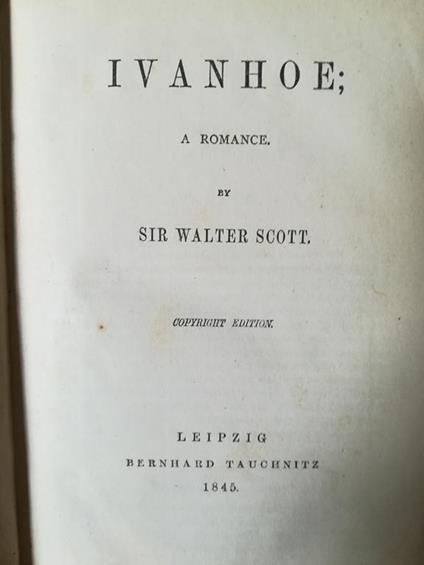 IVANHOE;
A ROMANCE.
BY
SIR WALTER SCOTT.
COPYRIGHT EDITION.
LEIPZIG
BERNHARD TAUCHNITZ
1845.